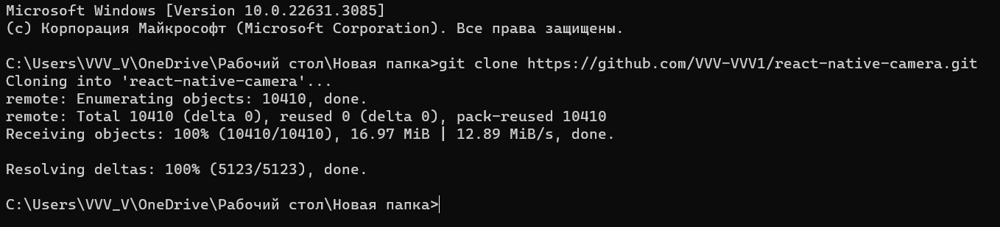 Microsoft Windows [Version 10.0.22631.3085]
(c) Корпорация Майкрософт (Microsoft Corporation). Все права защищены.
C:\Users\VVV_V\OneDrive\Рабочий стол\Новая папка>git clone https://github.com/VVV-VVV1/react-native-camera.git
Cloning into 'react-native-camera'...
remote: Enumerating objects: 10410, done.
remote: Total 10410 (delta 0), reused 0 (delta 0), pack-reused 10410
Receiving objects: 100% (10410/10410), 16.97 MiB | 12.89 MiB/s, done.
Resolving deltas: 100% (5123/5123), done.
C:\Users\VVV_V\OneDrive\Рабочий стол\Новая папка>